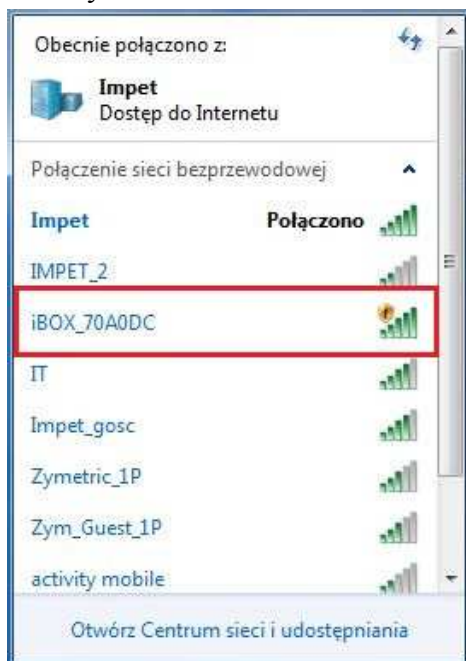 Obecnie połączono z:
Impet
Dostęp do Internetu
Połączenie sieci bezprzewodowej
Impet Połączono
IMPET_2
iBOX_70A0DC
IT
Impet_gosc
Zymetric_1P
Zym_Guest_1P
activity mobile
Otwórz Centrum sieci i udostępniania